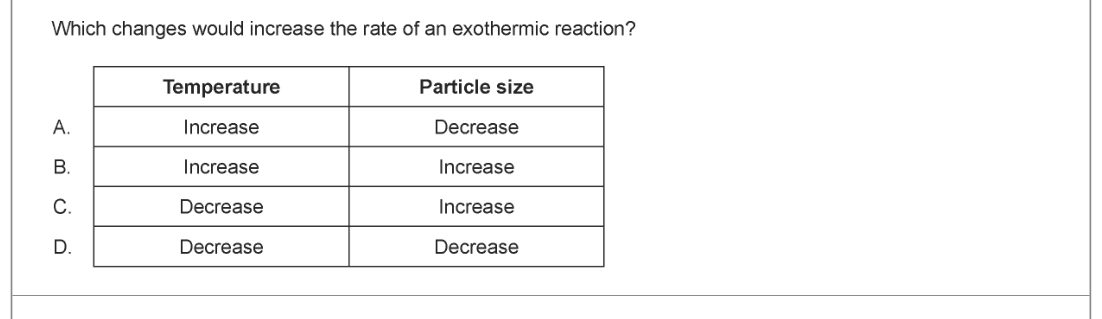 Which changes would increase the rate of an exothermic reaction?
Temperature Particle size
A. Increase Decrease
B. Increase Increase
C. Decrease Increase
D. Decrease Decrease